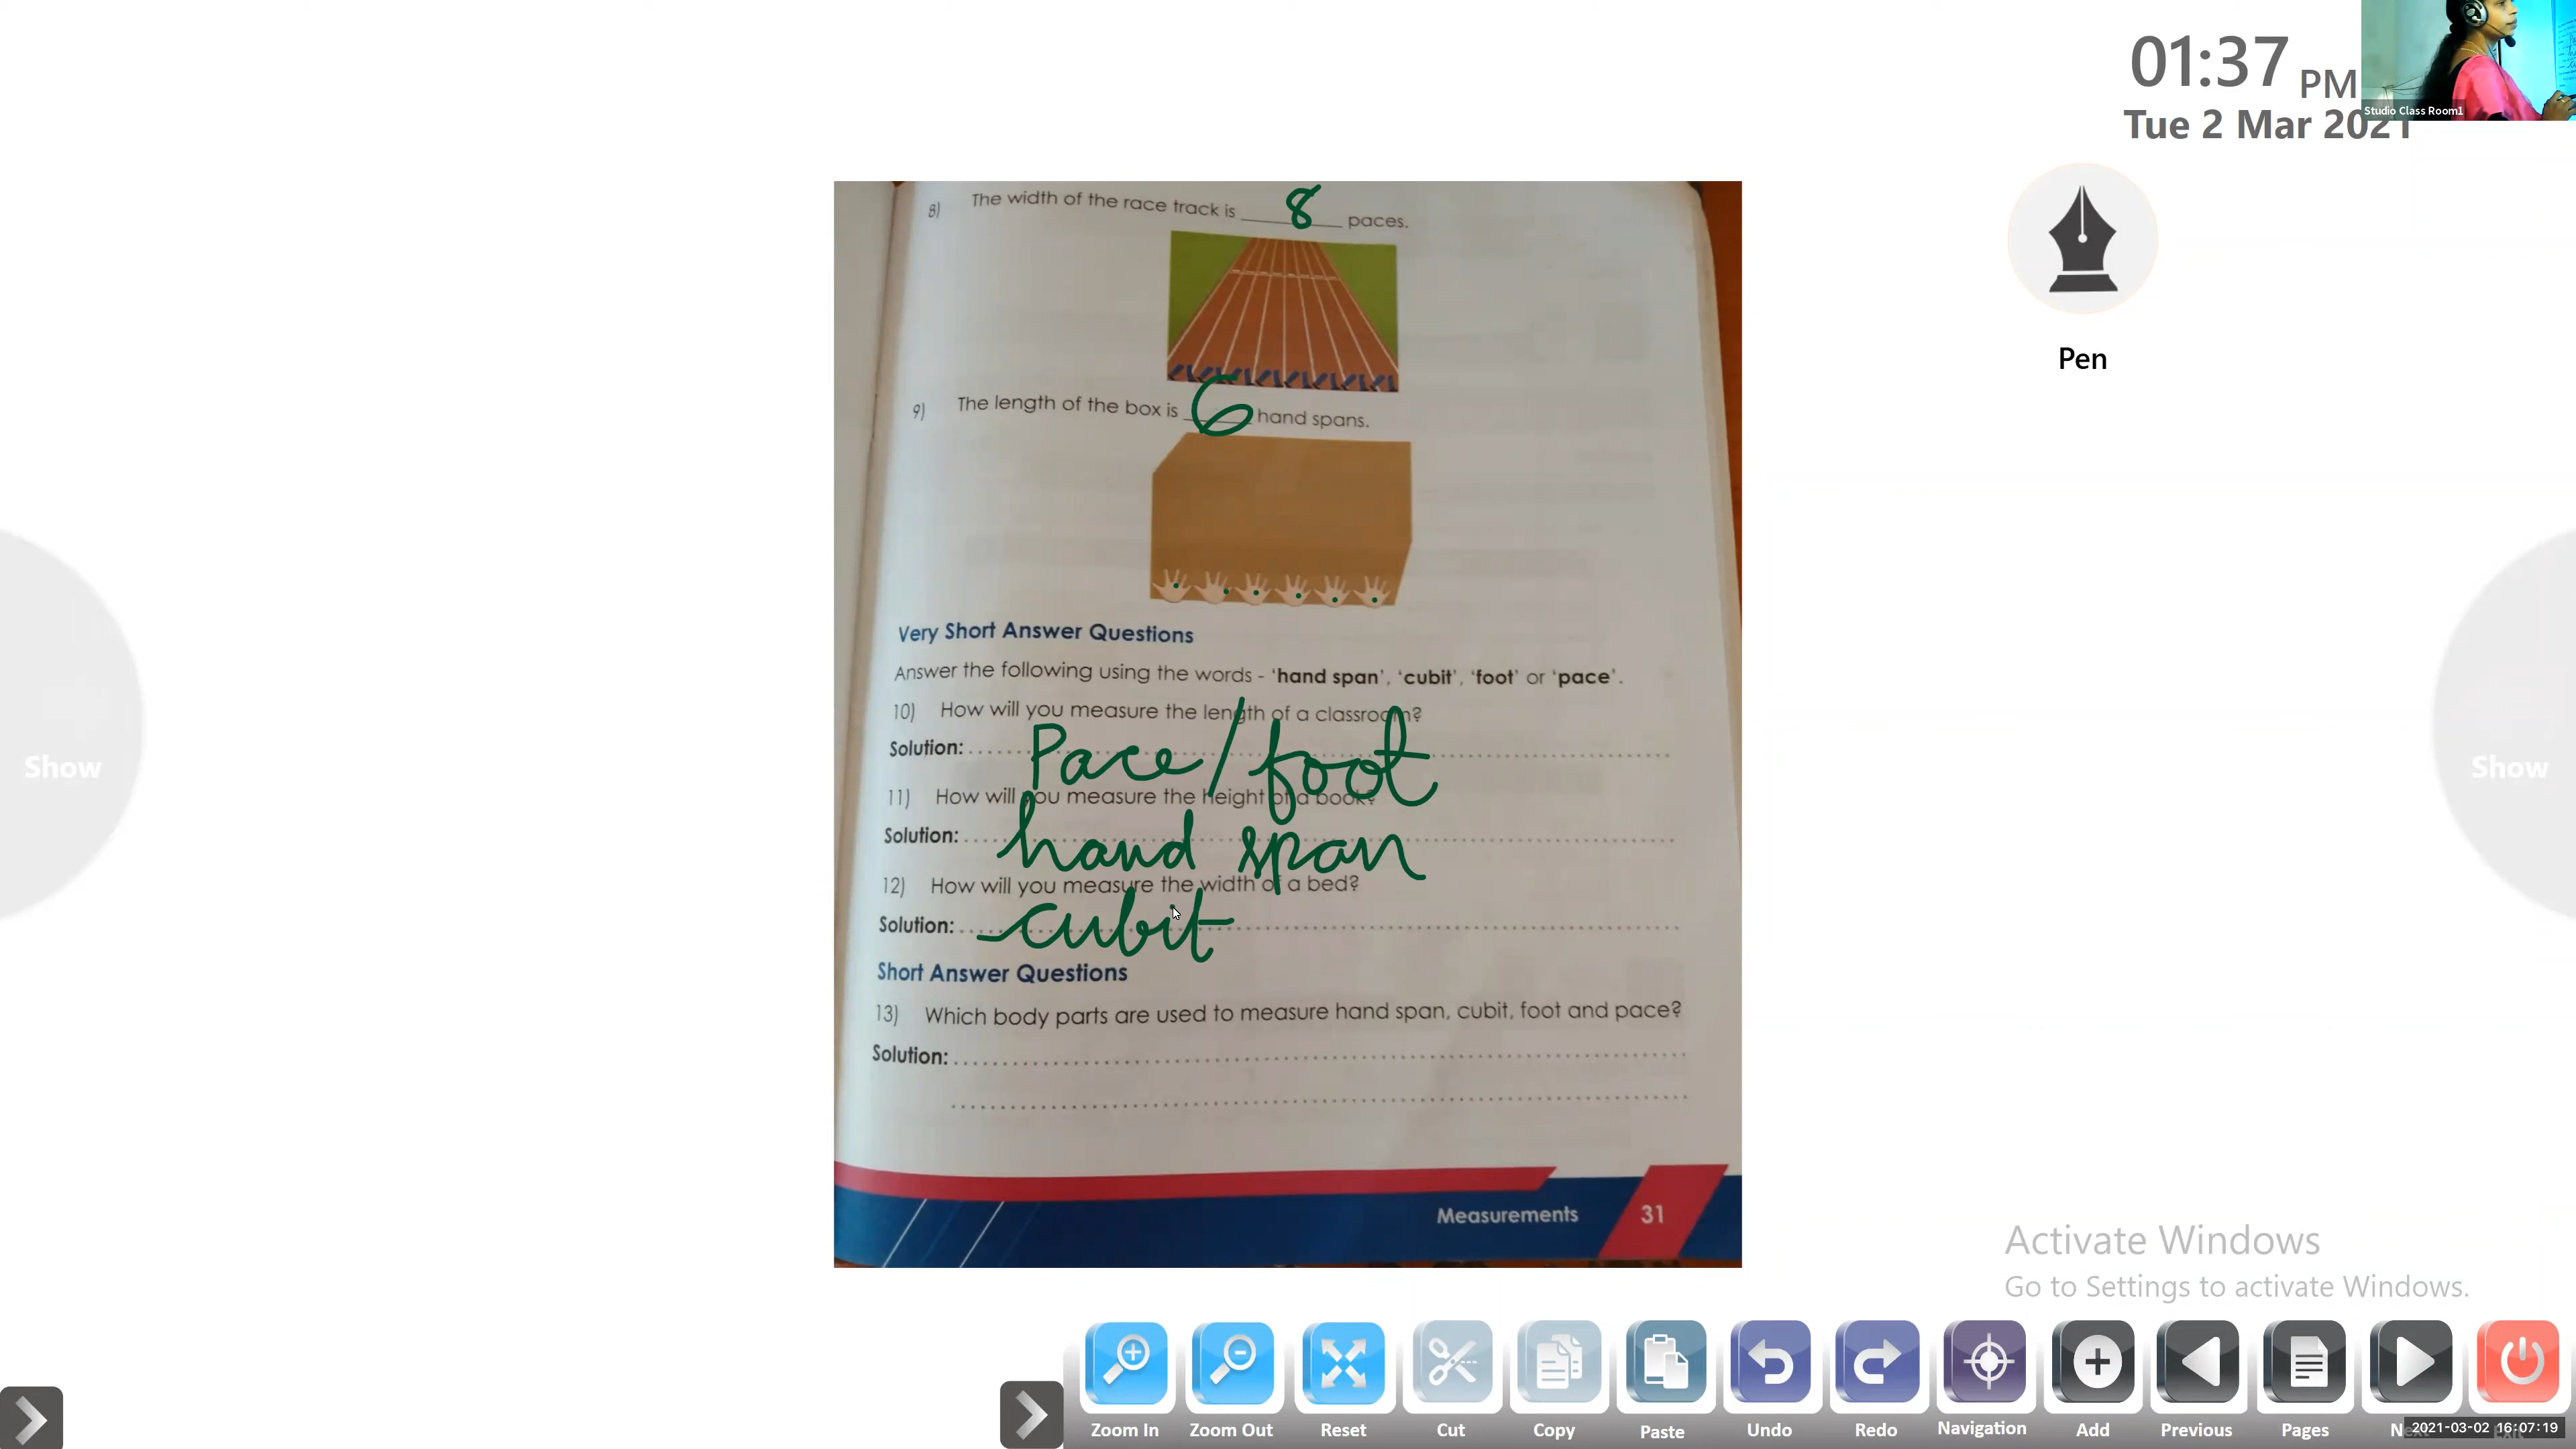 01:37 PM
Tue 2 Mar 2021
Studio Class Room1
Pen
8) The width of the race track is 8 paces.
9) The length of the box is 6 hand spans.
Very Short Answer Questions
Answer the following using the words - 'hand span', 'cubit', 'foot' or 'pace'.
10) How will you measure the length of a classroom?
Solution: Pace/foot
11) How will you measure the height of a book?
Solution: hand span
12) How will you measure the width of a bed?
Solution: cubit
Short Answer Questions
13) Which body parts are used to measure hand span, cubit, foot and pace?
Solution:
Measurements 31
Show
Show
Activate Windows
Go to Settings to activate Windows.
Zoom In Zoom Out Reset Cut Copy Paste Undo Redo Navigation Add Previous Pages
2021-03-02 16:07:19